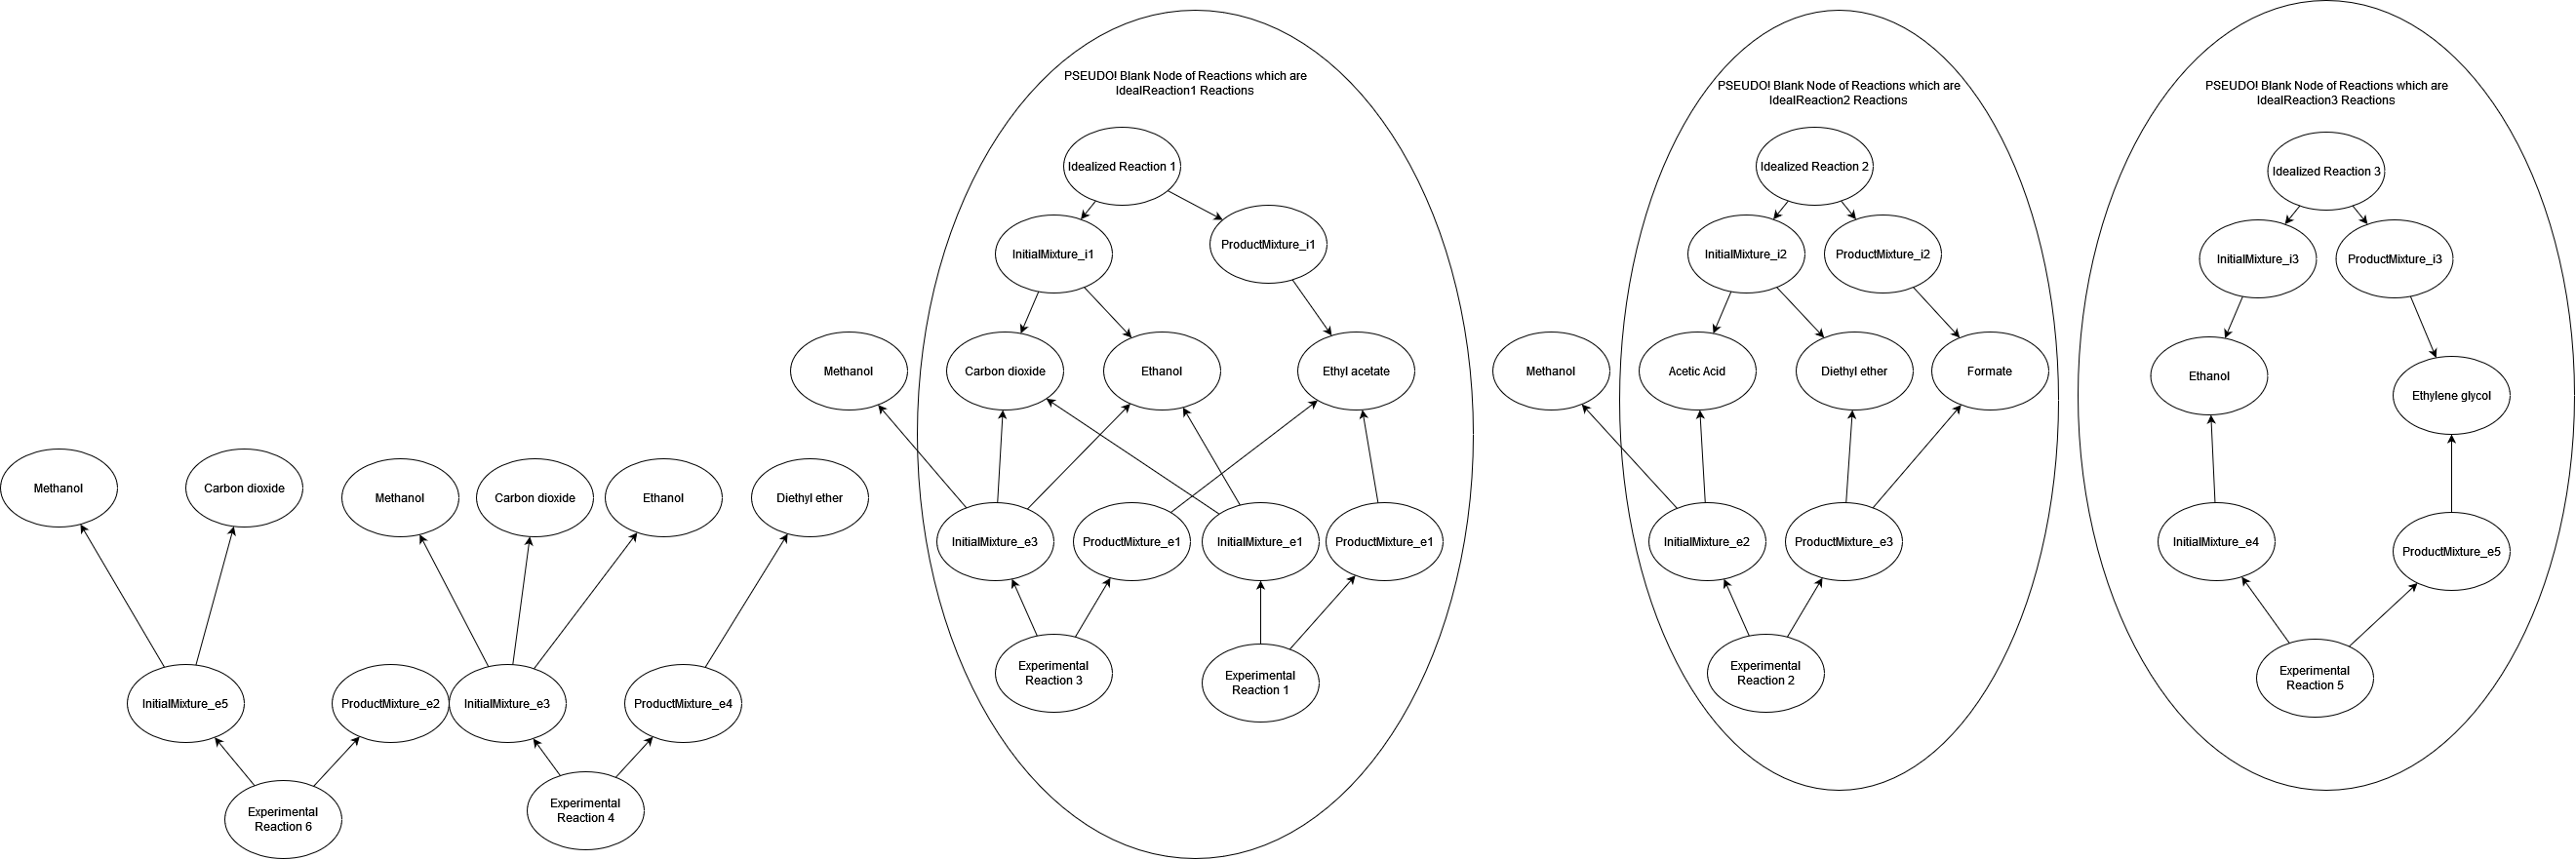 PSEUDO! Blank Node of Reactions which are
IdealReaction1 Reactions
PSEUDO! Blank Node of Reactions which are
IdealReaction2 Reactions
PSEUDO! Blank Node of Reactions which are
IdealReaction3 Reactions
Idealized Reaction 1
Idealized Reaction 2
Idealized Reaction 3
InitialMixture_i1
ProductMixture_i1
InitialMixture_i2
ProductMixture_i2
InitialMixture_i3
ProductMixture_i3
Methanol
Carbon dioxide
Ethanol
Ethyl acetate
Methanol
Acetic Acid
Diethyl ether
Formate
Ethanol
Ethylene glycol
Methanol
Carbon dioxide
Methanol
Carbon dioxide
Ethanol
Diethyl ether
InitialMixture_e3
ProductMixture_e1
InitialMixture_e1
ProductMixture_e1
InitialMixture_e2
ProductMixture_e3
InitialMixture_e4
ProductMixture_e5
Experimental
Reaction 3
Experimental
Reaction 1
Experimental
Reaction 2
Experimental
Reaction 5
InitialMixture_e5
ProductMixture_e2
InitialMixture_e3
ProductMixture_e4
Experimental
Reaction 6
Experimental
Reaction 4